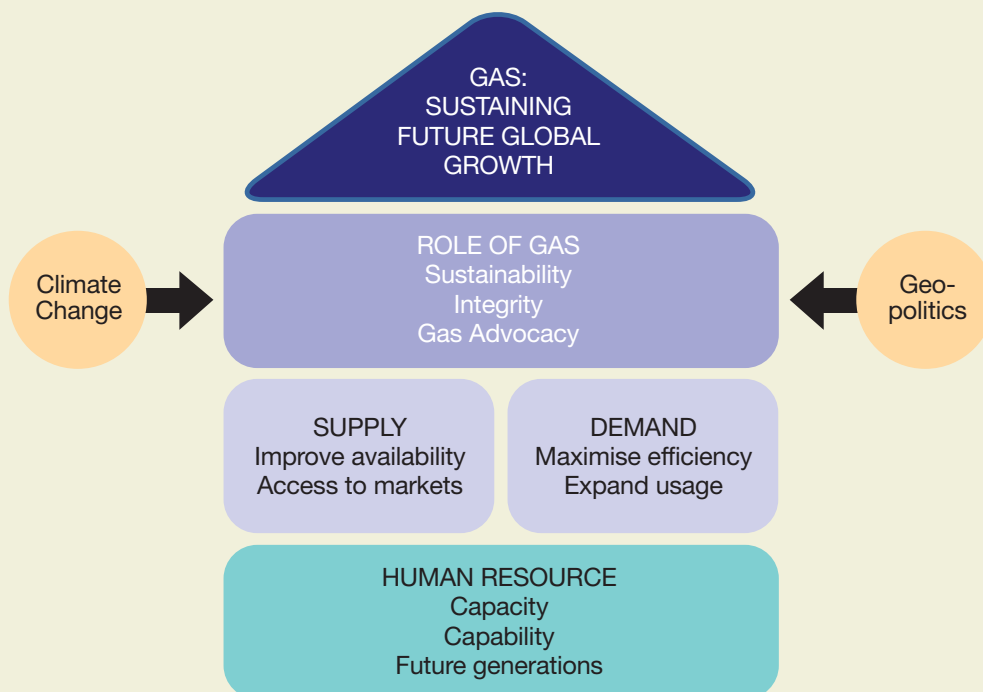 GAS:
SUSTAINING
FUTURE GLOBAL
GROWTH
ROLE OF GAS
Sustainability
Integrity
Gas Advocacy
Climate
Change
Geo-
politics
SUPPLY
Improve availability
Access to markets
DEMAND
Maximise efficiency
Expand usage
HUMAN RESOURCE
Capacity
Capability
Future generations